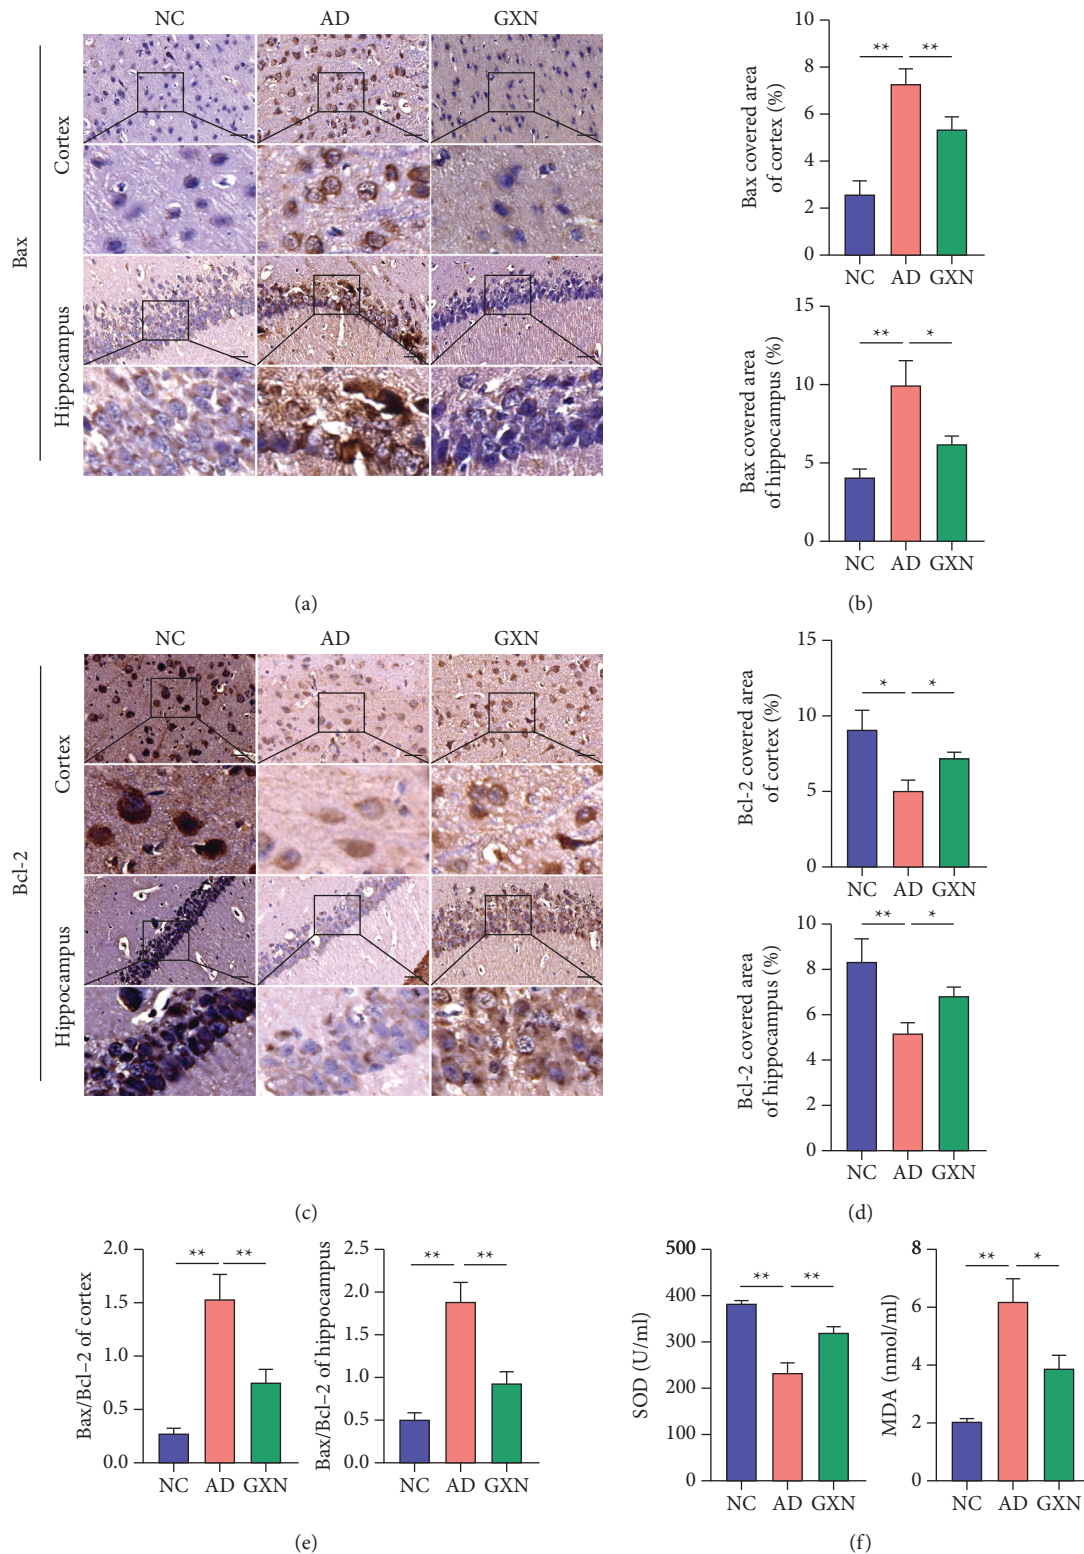 NC AD GXN
Bax
Cortex
Hippocampus
(a)
Bax covered area
of cortex (%)
8
6
4
2
0
** **
NC AD GXN
Bax covered area
of hippocampus (%)
15
10
5
0
** *
NC AD GXN
(b)
NC AD GXN
Bcl-2
Cortex
Hippocampus
(c)
Bcl-2 covered area
of cortex (%)
15
10
5
0
* *
NC AD GXN
Bcl-2 covered area
of hippocampus (%)
10
8
6
4
2
0
** *
NC AD GXN
(d)
Bax/Bcl–2 of cortex
2.0
1.5
1.0
0.5
0.0
** **
NC AD GXN
Bax/Bcl–2 of hippocampus
2.5
2.0
1.5
1.0
0.5
0.0
** **
NC AD GXN
(e)
SOD (U/ml)
500
400
300
200
100
0
** **
NC AD GXN
MDA (nmol/ml)
8
6
4
2
0
** *
NC AD GXN
(f)